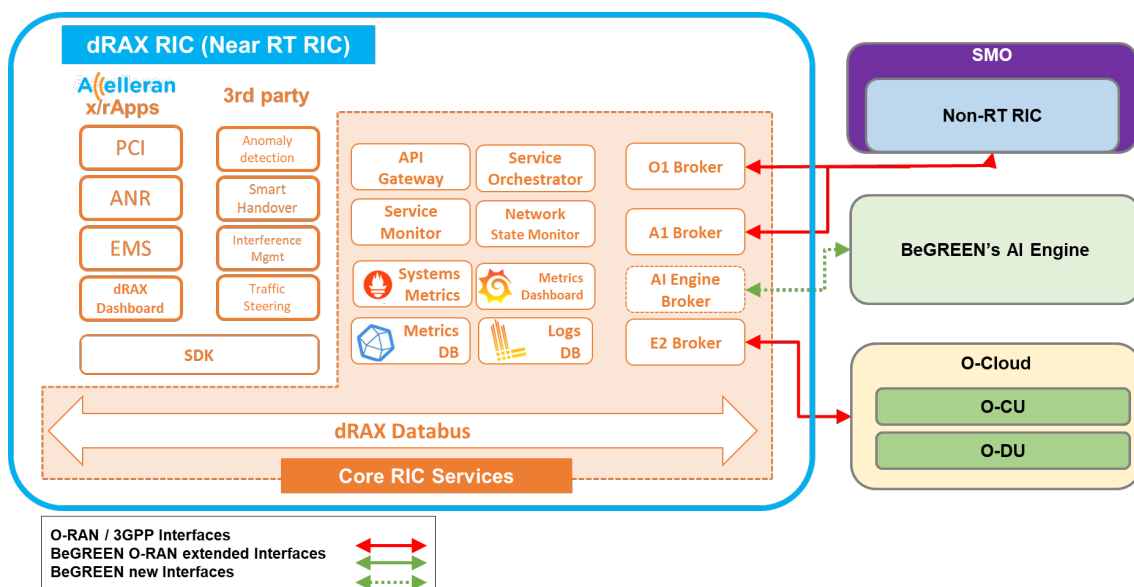 dRAX RIC (Near RT RIC)
Accelleran
x/rApps
3rd party
PCI
ANR
EMS
dRAX
Dashboard
Anomaly
detection
Smart
Handover
Interference
Mgmt
Traffic
Steering
SDK
API
Gateway
Service
Orchestrator
Service
Monitor
Network
State Monitor
Systems
Metrics
Metrics
Dashboard
Metrics
DB
Logs
DB
O1 Broker
A1 Broker
AI Engine
Broker
E2 Broker
dRAX Databus
Core RIC Services
SMO
Non-RT RIC
BeGREEN's AI Engine
O-Cloud
O-CU
O-DU
O-RAN / 3GPP Interfaces
BeGREEN O-RAN extended Interfaces
BeGREEN new Interfaces